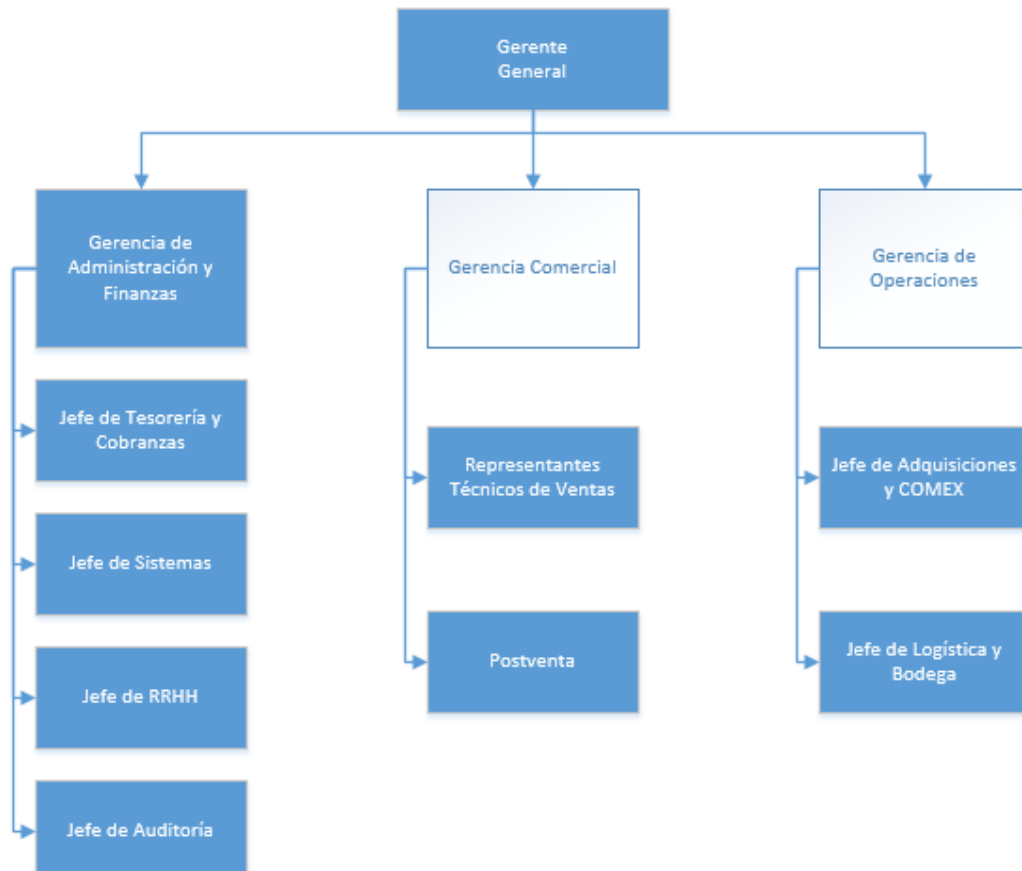 Gerente
General
Gerencia de
Administración y
Finanzas
Gerencia Comercial
Gerencia de
Operaciones
Jefe de Tesorería y
Cobranzas
Representantes
Técnicos de Ventas
Jefe de Adquisiciones
y COMEX
Jefe de Sistemas
Jefe de RRHH
Postventa
Jefe de Logística y
Bodega
Jefe de Auditoría